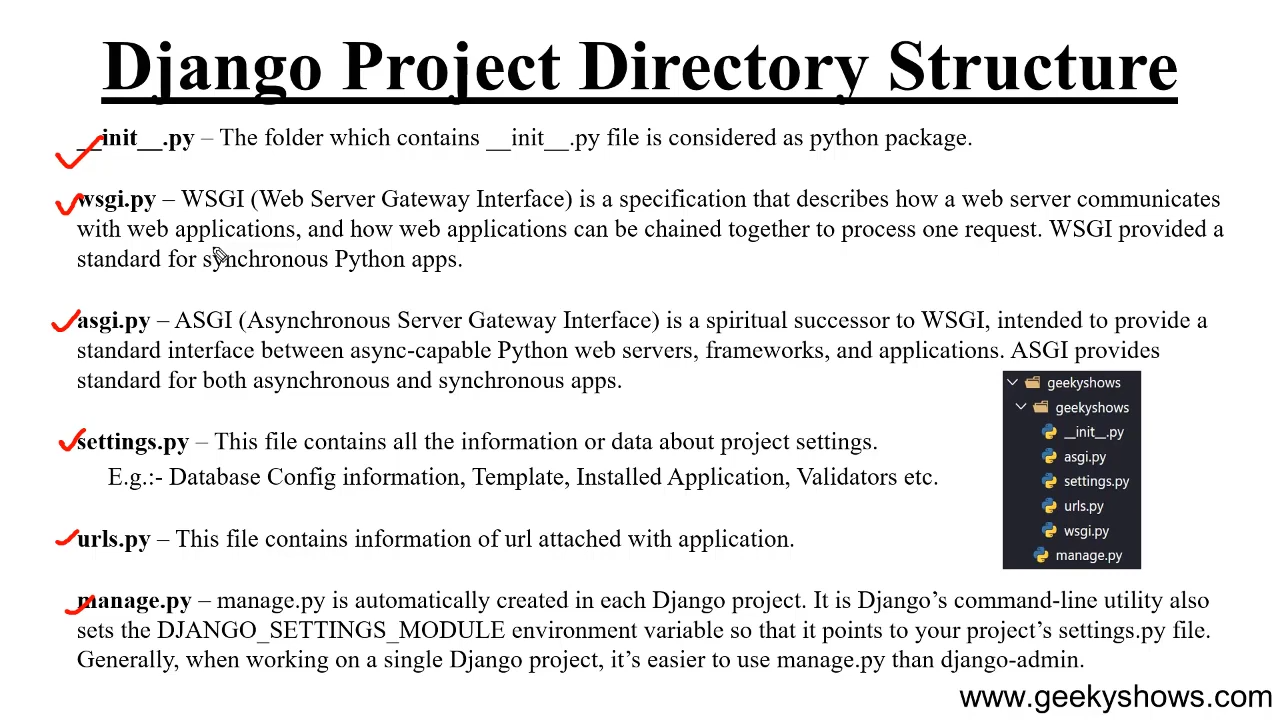 Django Project Directory Structure
__init__.py – The folder which contains __init__.py file is considered as python package.
wsgi.py – WSGI (Web Server Gateway Interface) is a specification that describes how a web server communicates
with web applications, and how web applications can be chained together to process one request. WSGI provided a
standard for synchronous Python apps.
asgi.py – ASGI (Asynchronous Server Gateway Interface) is a spiritual successor to WSGI, intended to provide a
standard interface between async-capable Python web servers, frameworks, and applications. ASGI provides
standard for both asynchronous and synchronous apps.
settings.py – This file contains all the information or data about project settings.
E.g.:- Database Config information, Template, Installed Application, Validators etc.
urls.py – This file contains information of url attached with application.
manage.py – manage.py is automatically created in each Django project. It is Django’s command-line utility also
sets the DJANGO_SETTINGS_MODULE environment variable so that it points to your project’s settings.py file.
Generally, when working on a single Django project, it’s easier to use manage.py than django-admin.
geekyshows
geekyshows
__init__.py
asgi.py
settings.py
urls.py
wsgi.py
manage.py
www.geekyshows.com